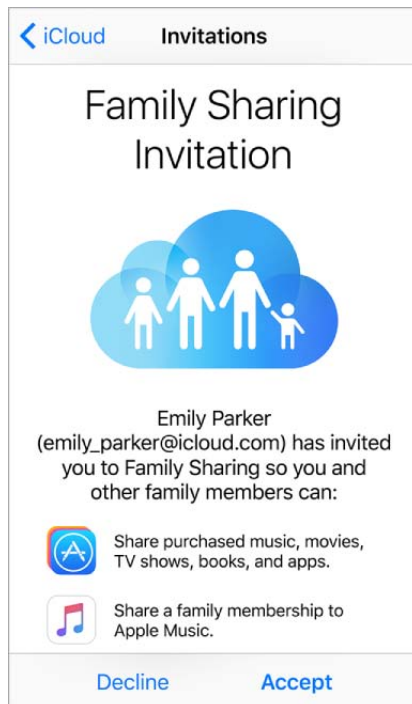 iCloud Invitations
Family Sharing
Invitation
Emily Parker
(emily_parker@icloud.com) has invited
you to Family Sharing so you and
other family members can:
Share purchased music, movies,
TV shows, books, and apps.
Share a family membership to
Apple Music.
Decline Accept